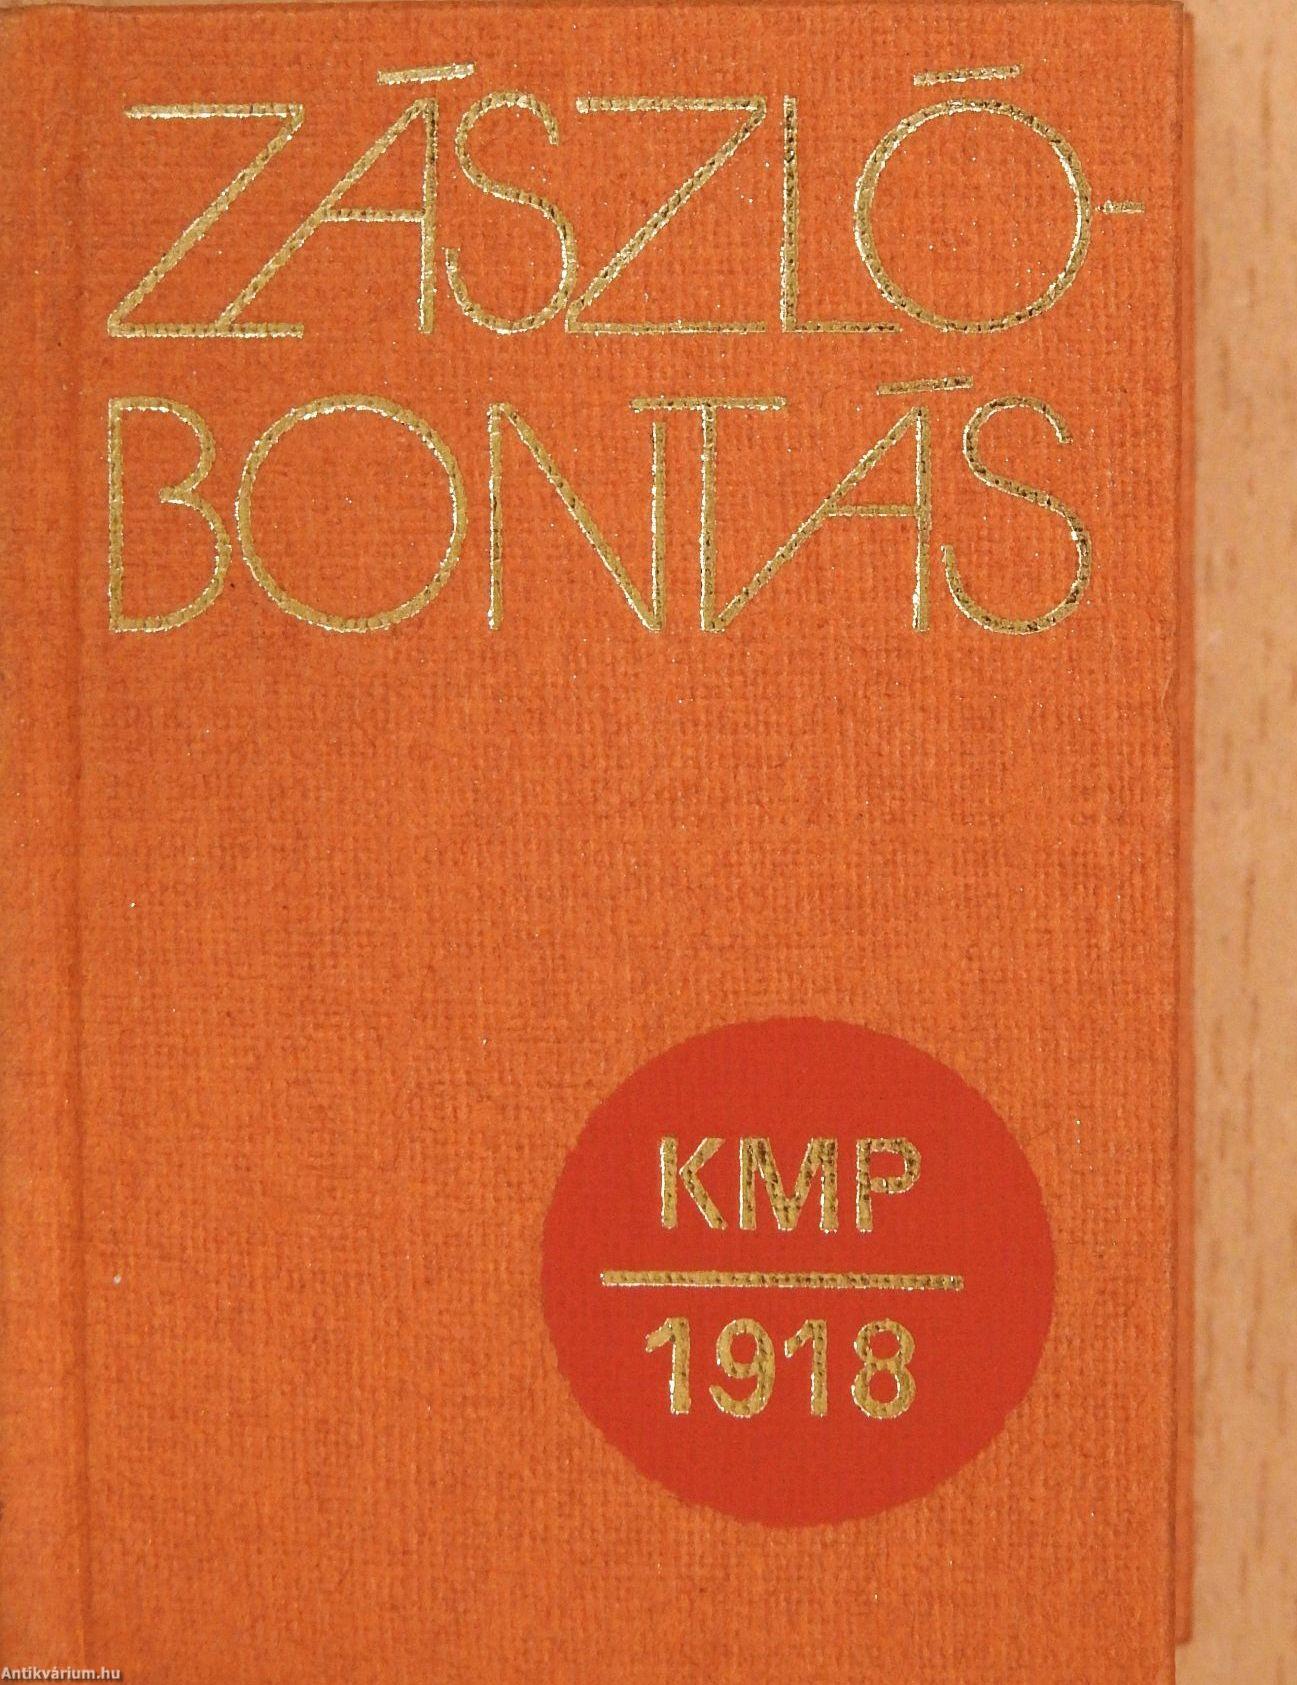 ZÁSZLÓ-
BONTÁS
KMP
1918
Antikvárium.hu